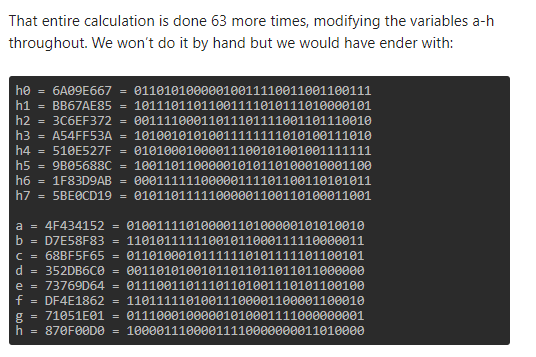 That entire calculation is done 63 more times, modifying the variables a-h
throughout. We won't do it by hand but we would have ender with:
h0 = 6A09E667 = 01101010000010011110011001100111
h1 = BB67AE85 = 10111011011001111010111010000101
h2 = 3C6EF372 = 00111100011011101111001101110010
h3 = A54FF53A = 10100101010011111111010100111010
h4 = 510E527F = 01010001000011100101001001111111
h5 = 9B05688C = 10011011000001010110100010001100
h6 = 1F83D9AB = 00011111100000111101100110101011
h7 = 5BE0CD19 = 01011011111000001100110100011001
a = 4F434152 = 01001111010000110100000101010010
b = D7E58F83 = 11010111111001011000111110000011
c = 68BF5F65 = 01101000101111110101111101100101
d = 352DB6C0 = 00110101001011011011011011000000
e = 73769D64 = 01110011011101101001110101100100
f = DF4E1862 = 11011111010011100001100001100010
g = 71051E01 = 01110001000001010001111000000001
h = 870F00D0 = 10000111000011110000000011010000